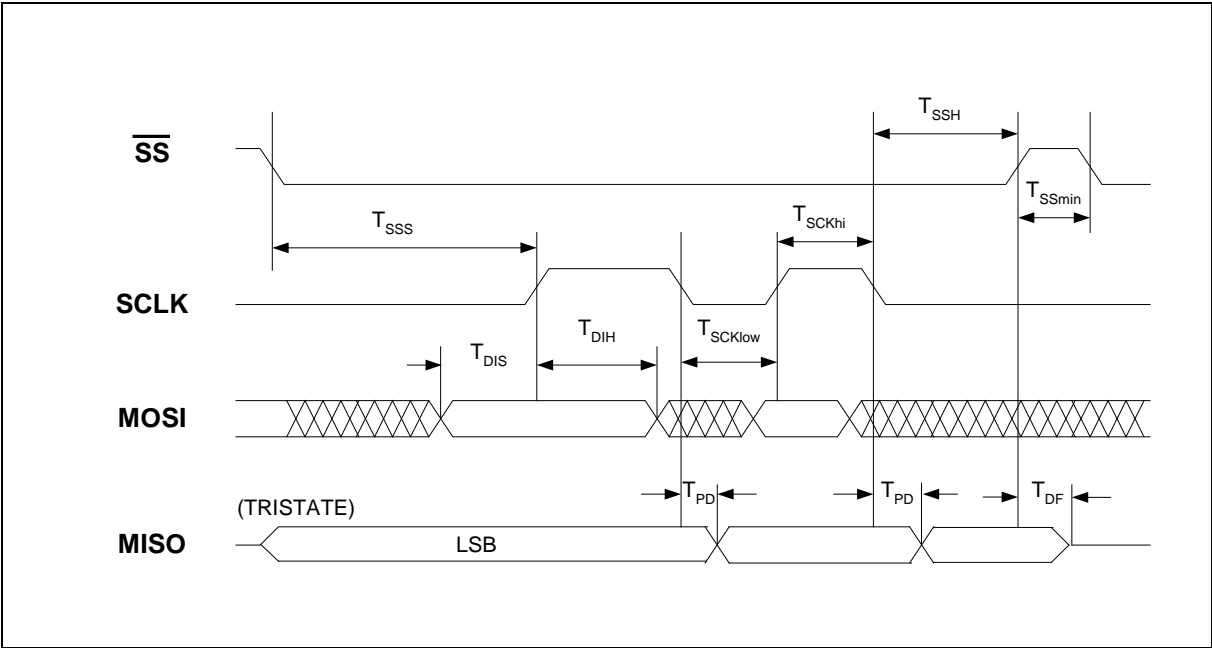 T_SSH
SS
T_SSmin
T_SSS
T_SCKhi
SCLK
T_DIH
T_SCKlow
T_DIS
MOSI
T_PD
T_PD
T_DF
(TRISTATE)
MISO
LSB